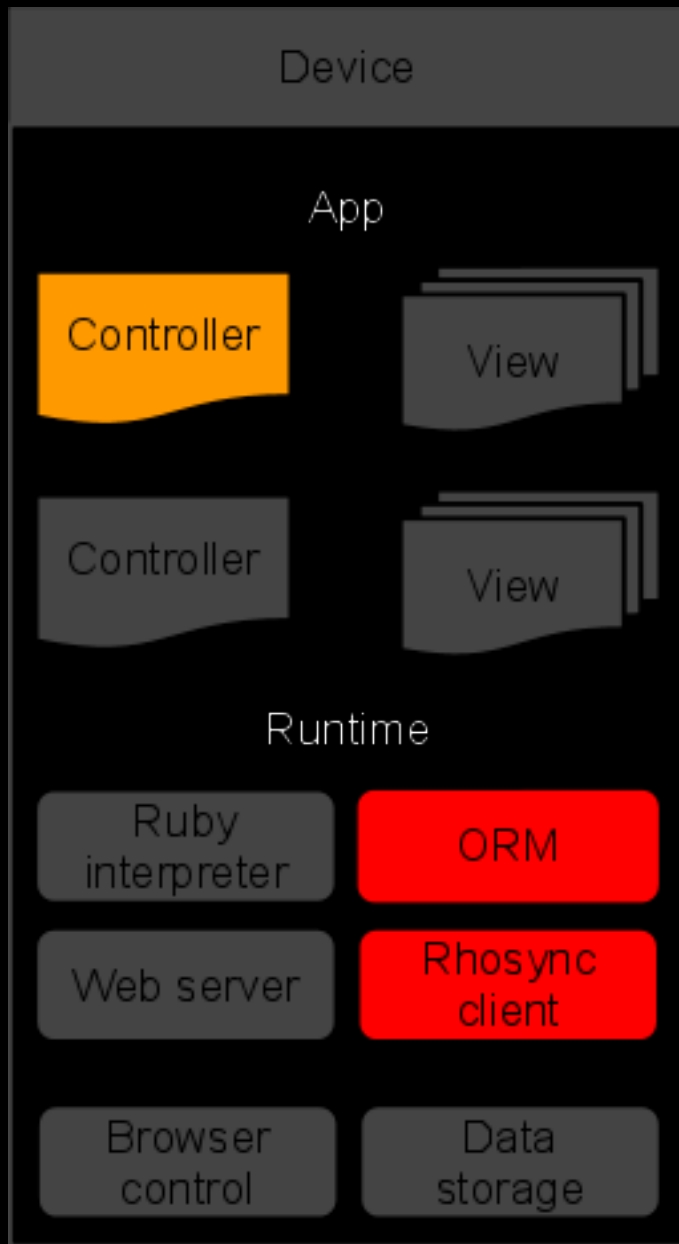 Device
App
Controller
View
Controller
View
Runtime
Ruby
interpreter
ORM
Web server
Rhosync
client
Browser
control
Data
storage